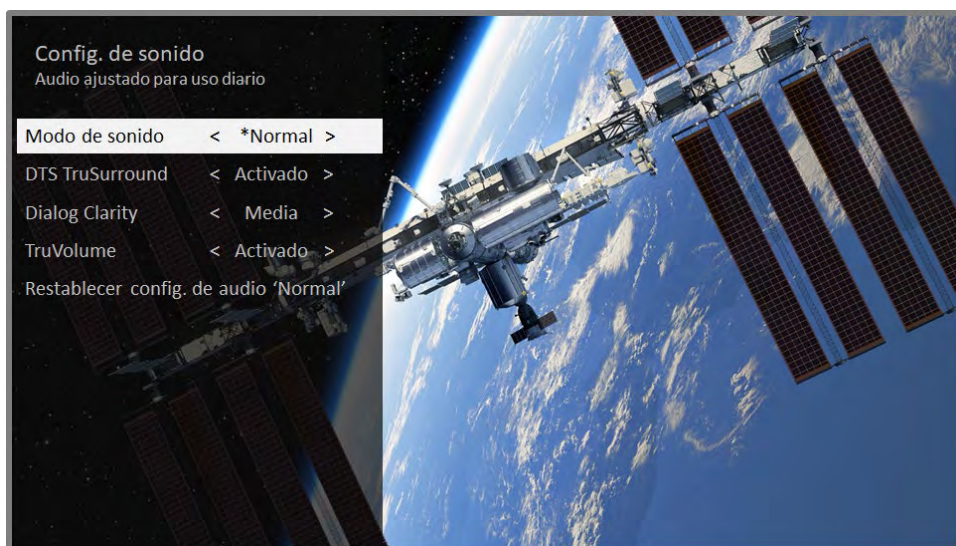 Config. de sonido
Audio ajustado para uso diario
Modo de sonido < *Normal >
DTS TruSurround < Activado >
Dialog Clarity < Media >
TruVolume < Activado >
Restablecer config. de audio ‘Normal’